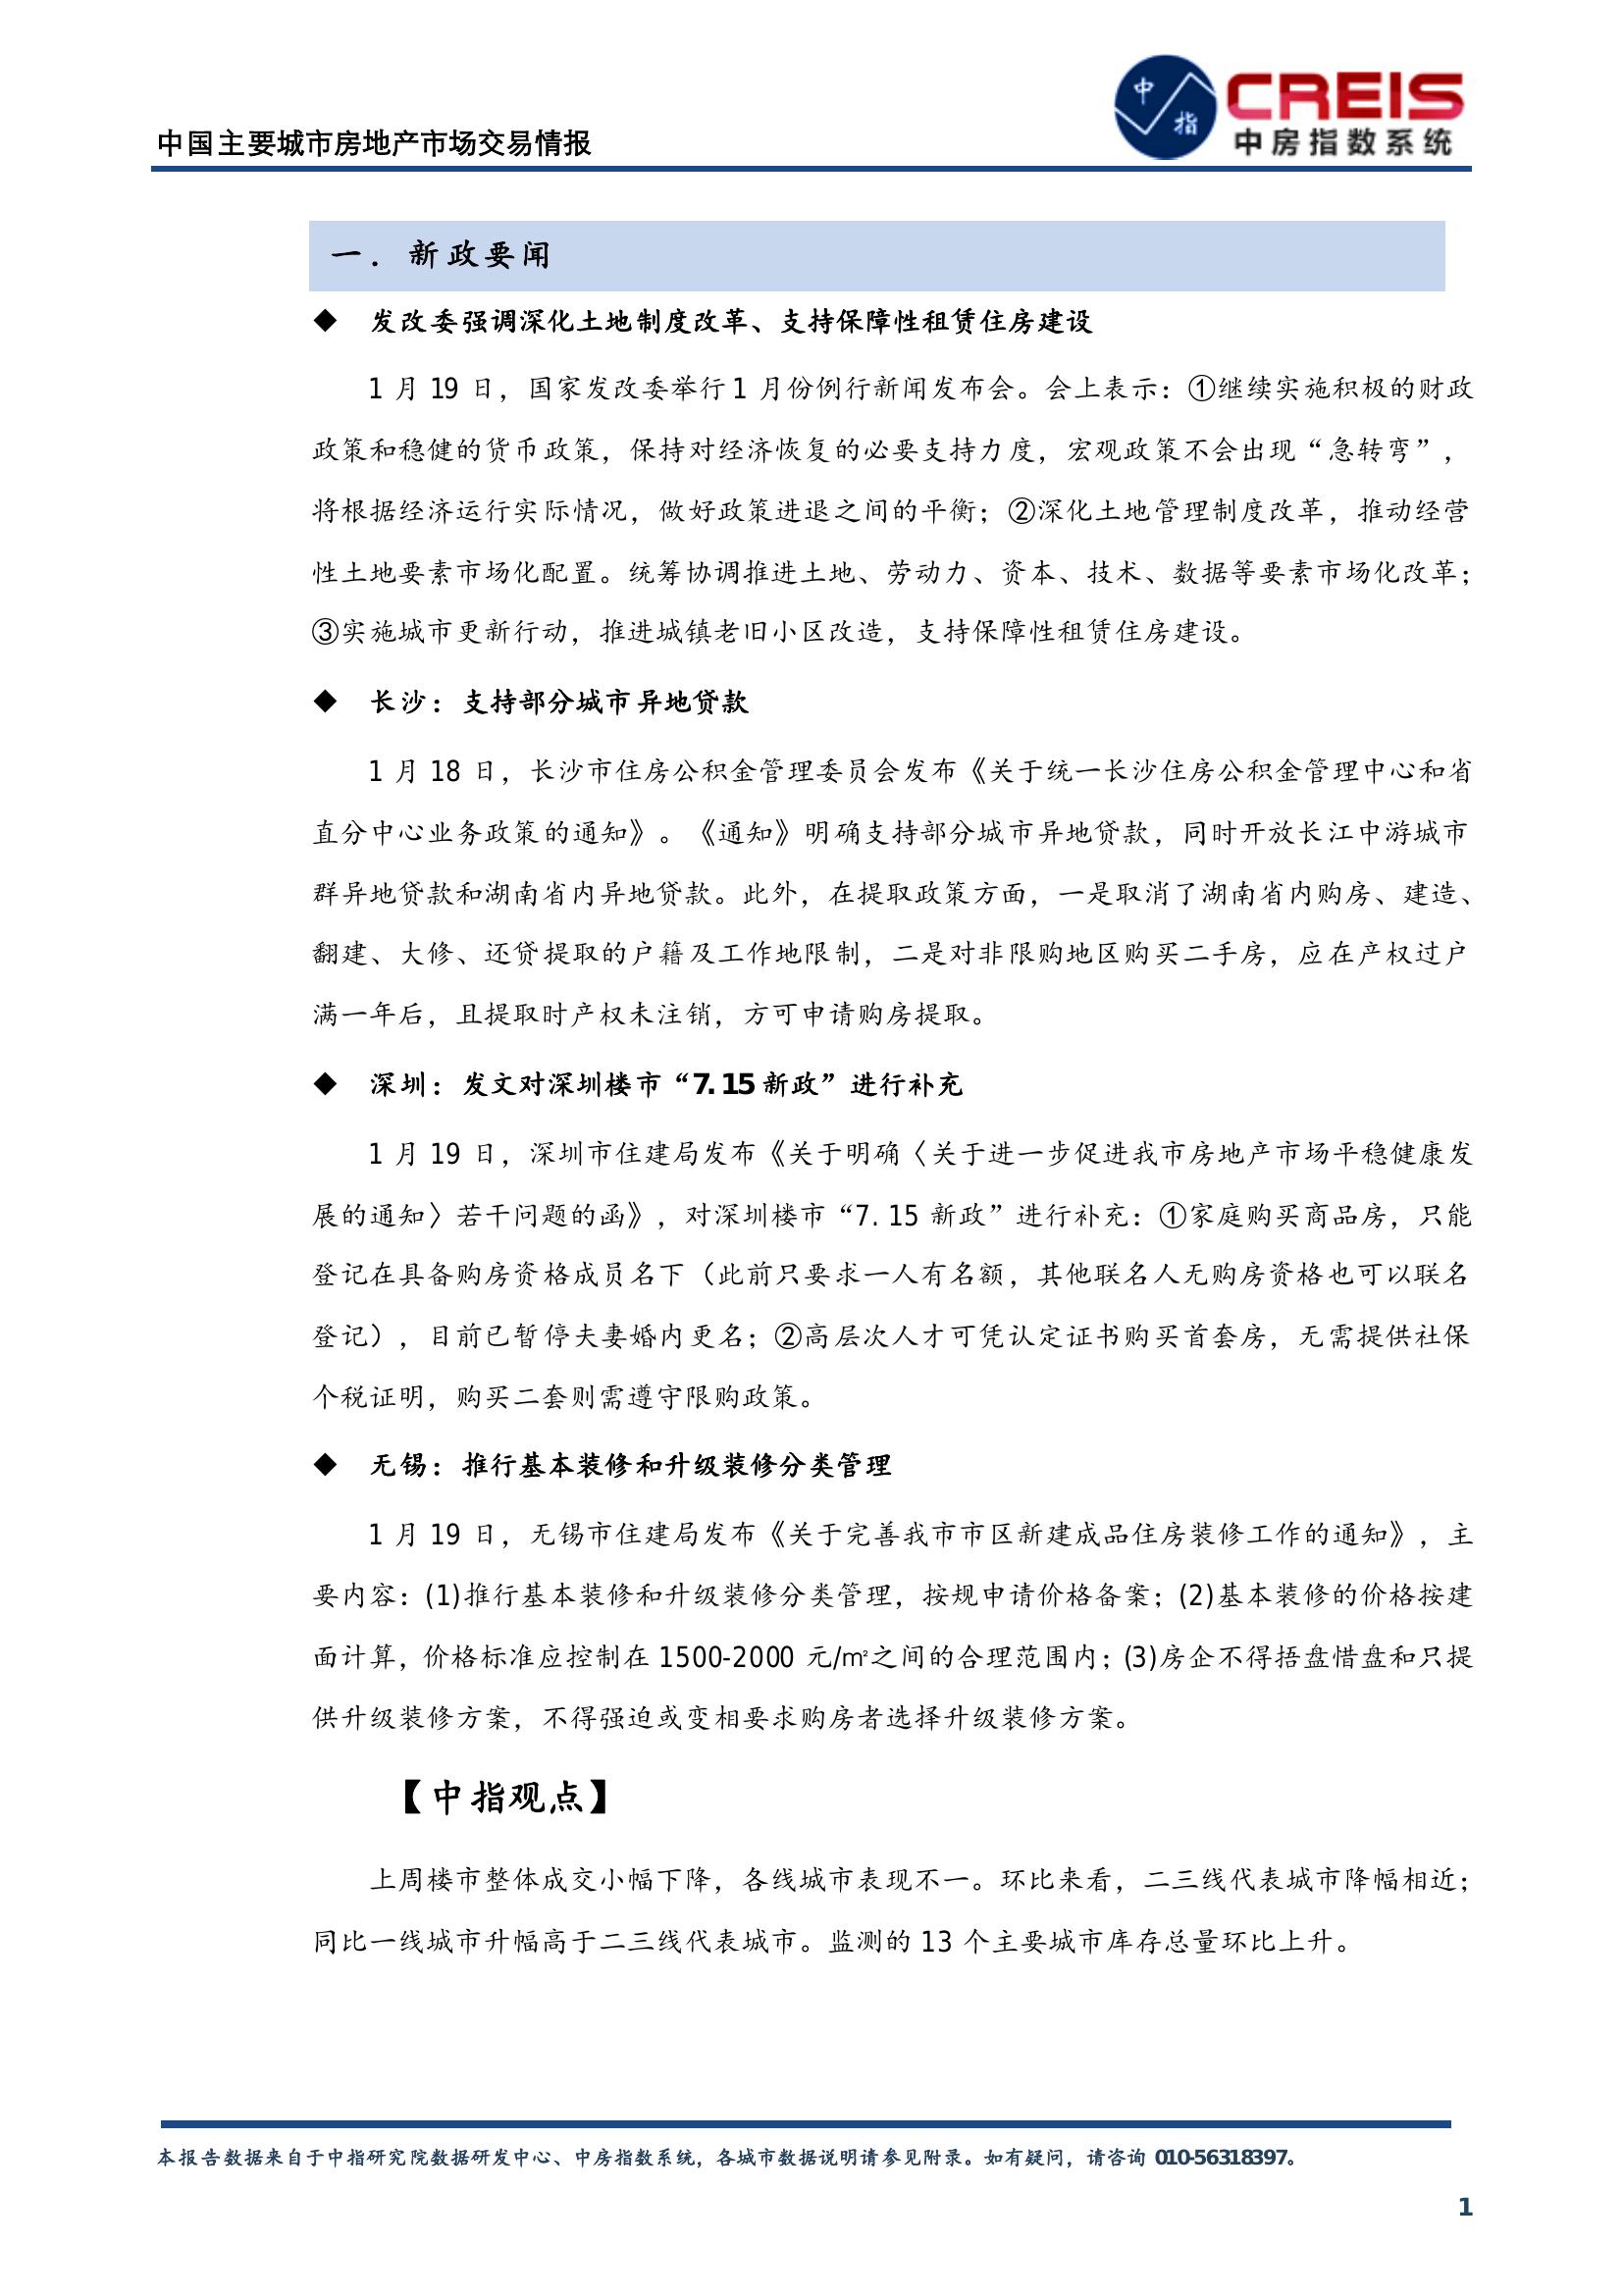 中国主要城市房地产市场交易情报
中 指
CREIS
中房指数系统
一. 新政要闻
◆ 发改委强调深化土地制度改革、支持保障性租赁住房建设
1 月 19 日，国家发改委举行 1 月份例行新闻发布会。会上表示：①继续实施积极的财政
政策和稳健的货币政策，保持对经济恢复的必要支持力度，宏观政策不会出现“急转弯”，
将根据经济运行实际情况，做好政策进退之间的平衡；②深化土地管理制度改革，推动经营
性土地要素市场化配置。统筹协调推进土地、劳动力、资本、技术、数据等要素市场化改革；
③实施城市更新行动，推进城镇老旧小区改造，支持保障性租赁住房建设。
◆ 长沙：支持部分城市异地贷款
1 月 18 日，长沙市住房公积金管理委员会发布《关于统一长沙住房公积金管理中心和省
直分中心业务政策的通知》。《通知》明确支持部分城市异地贷款，同时开放长江中游城市
群异地贷款和湖南省内异地贷款。此外，在提取政策方面，一是取消了湖南省内购房、建造、
翻建、大修、还贷提取的户籍及工作地限制，二是对非限购地区购买二手房，应在产权过户
满一年后，且提取时产权未注销，方可申请购房提取。
◆ 深圳：发文对深圳楼市“7.15 新政”进行补充
1 月 19 日，深圳市住建局发布《关于明确〈关于进一步促进我市房地产市场平稳健康发
展的通知〉若干问题的函》，对深圳楼市“7.15 新政”进行补充：①家庭购买商品房，只能
登记在具备购房资格成员名下（此前只要求一人有名额，其他联名人无购房资格也可以联名
登记），目前已暂停夫妻婚内更名；②高层次人才可凭认定证书购买首套房，无需提供社保
个税证明，购买二套则需遵守限购政策。
◆ 无锡：推行基本装修和升级装修分类管理
1 月 19 日，无锡市住建局发布《关于完善我市市区新建成品住房装修工作的通知》，主
要内容：(1)推行基本装修和升级装修分类管理，按规申请价格备案；(2)基本装修的价格按建
面计算，价格标准应控制在 1500-2000 元/㎡之间的合理范围内；(3)房企不得捂盘惜盘和只提
供升级装修方案，不得强迫或变相要求购房者选择升级装修方案。
【中指观点】
上周楼市整体成交小幅下降，各线城市表现不一。环比来看，二三线代表城市降幅相近；
同比一线城市升幅高于二三线代表城市。监测的 13 个主要城市库存总量环比上升。
本报告数据来自于中指研究院数据研发中心、中房指数系统，各城市数据说明请参见附录。如有疑问，请咨询 010-56318397。
1